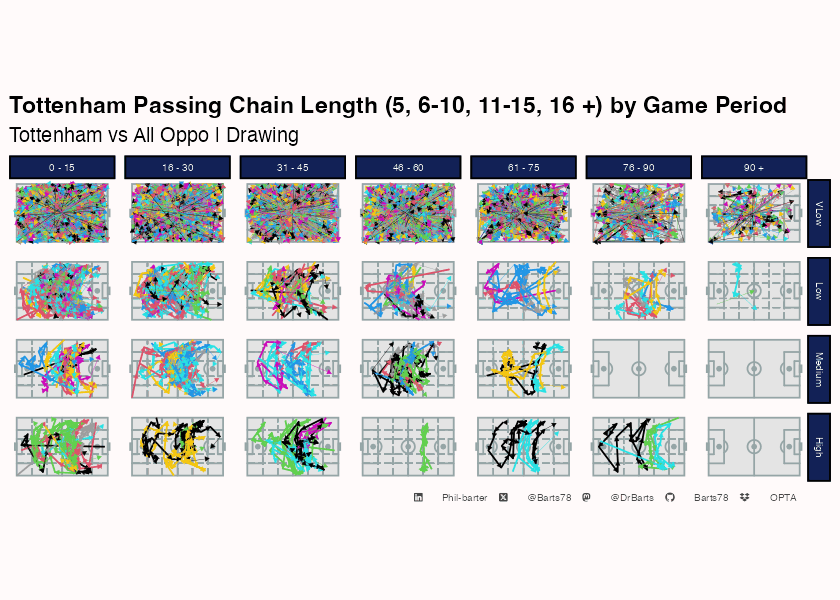 Tottenham Passing Chain Length (5, 6-10, 11-15, 16 +) by Game Period
Tottenham vs All Oppo | Drawing
0 - 15 16 - 30 31 - 45 46 - 60 61 - 75 76 - 90 90 +
V Low
Low
Medium
High
Phil-barter @Barts78 @DrBarts Barts78 OPTA